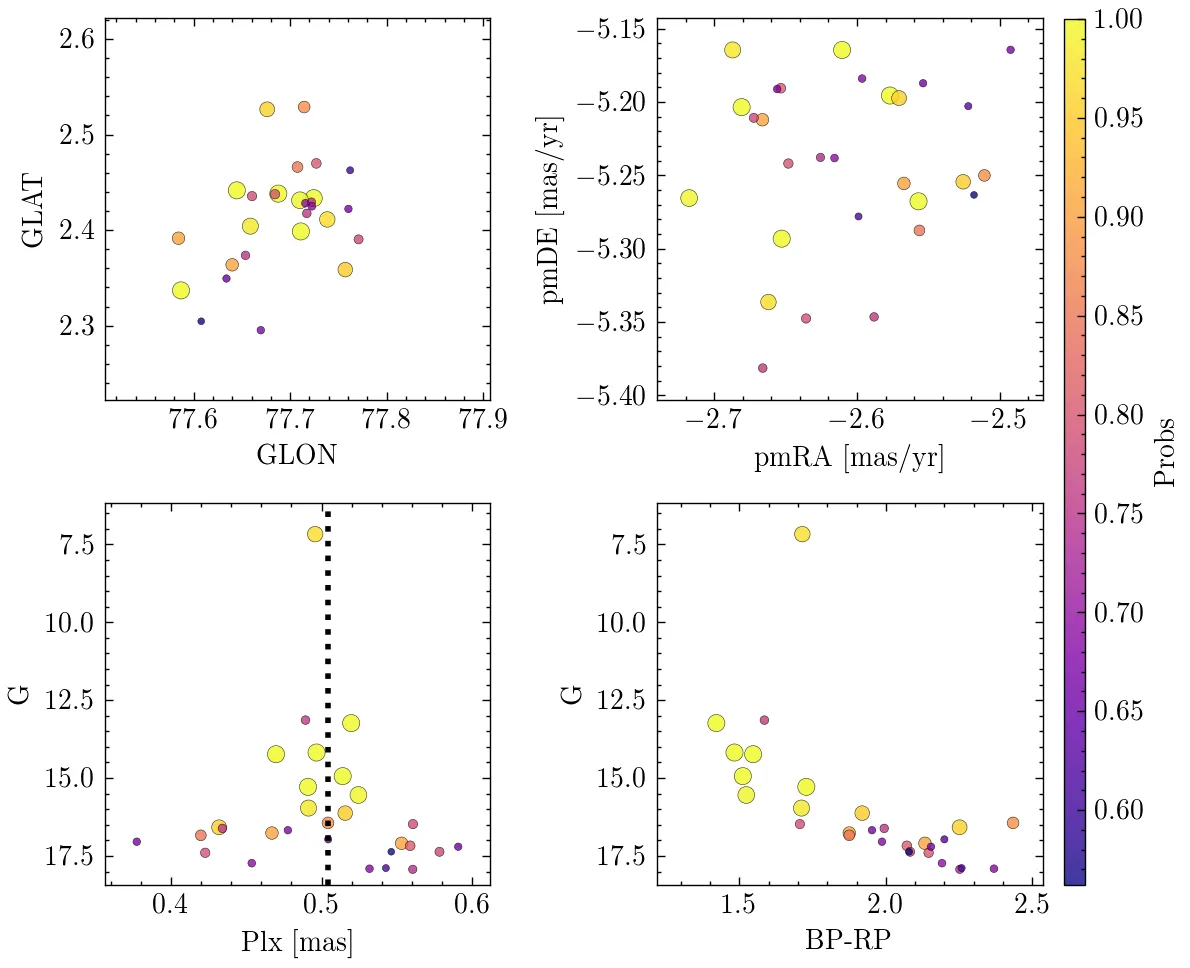 2.6
2.5
2.4
2.3
GLAT
77.6 77.7 77.8 77.9
GLON
−5.15
−5.20
−5.25
−5.30
−5.35
−5.40
pmDE [mas/yr]
−2.7 −2.6 −2.5
pmRA [mas/yr]
7.5
10.0
12.5
15.0
17.5
G
0.4 0.5 0.6
Plx [mas]
7.5
10.0
12.5
15.0
17.5
G
1.5 2.0 2.5
BP-RP
1.00
0.95
0.90
0.85
0.80
0.75
0.70
0.65
0.60
Probs